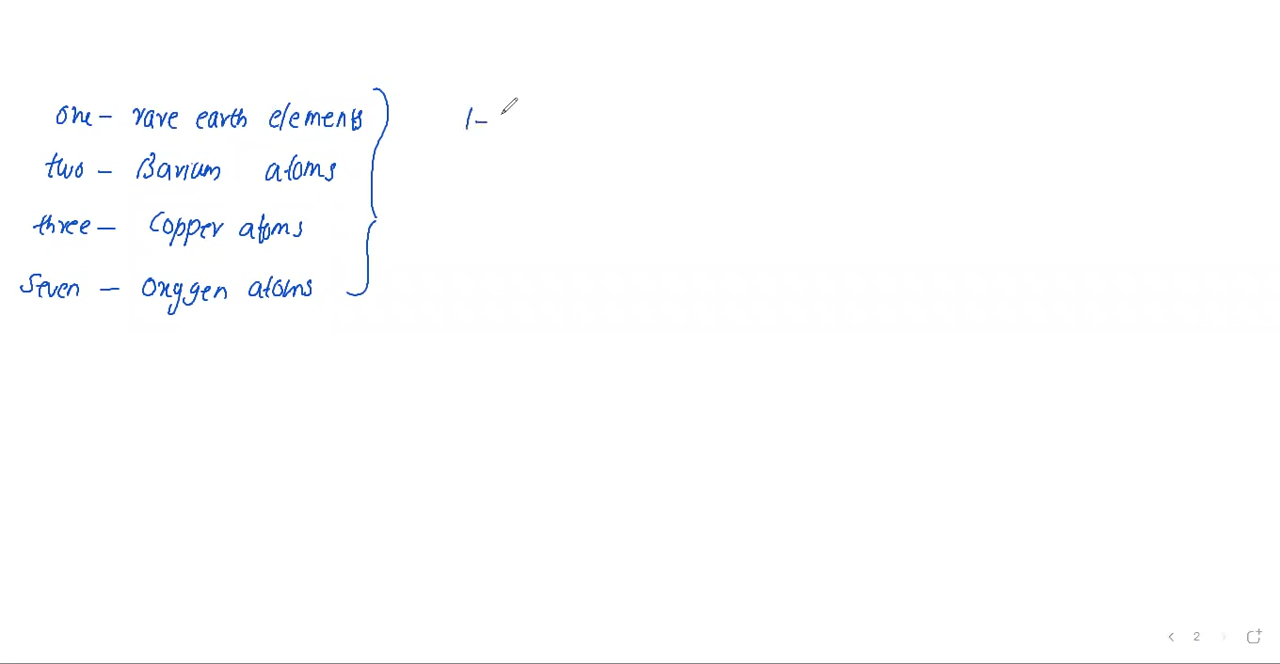 one - rare earth elements
two - Barium atoms
three - Copper atoms
seven - oxygen atoms
1-
2